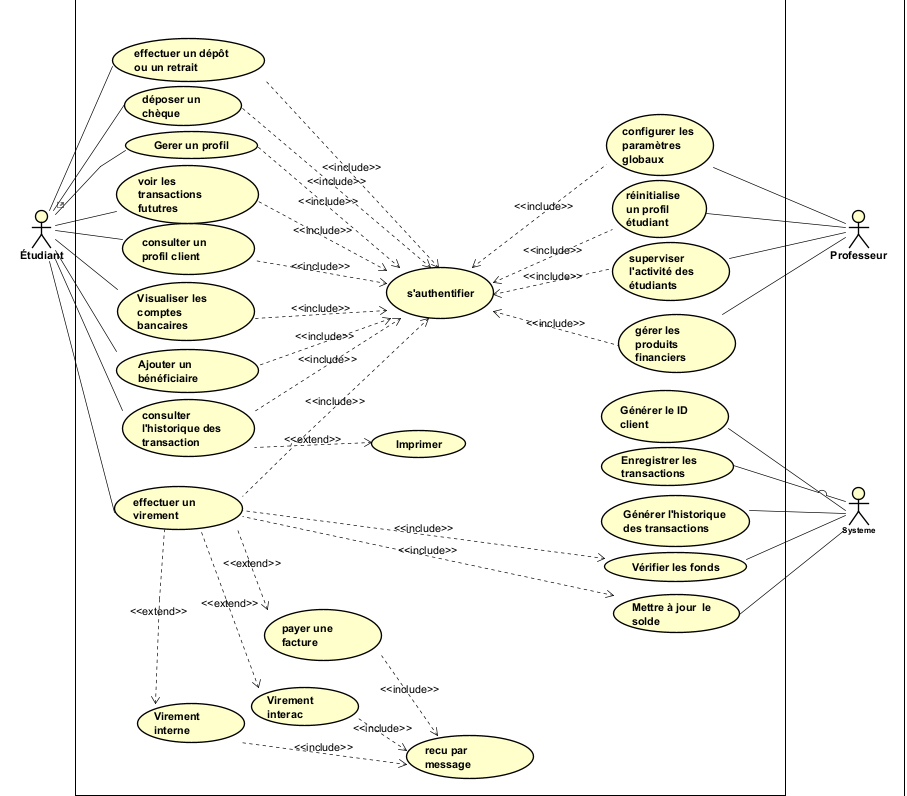 effectuer un dépôt
ou un retrait
déposer un
chèque
Gerer un profil
voir les
transactions
fututres
consulter un
profil client
Visualiser les
comptes
bancaires
Ajouter un
bénéficiaire
consulter
l'historique des
transaction
effectuer un
virement
Étudiant
<<include>>
<<include>>
<<include>>
<<include>>
<<include>>
<<include>>
<<include>>
<<include>>
<<include>>
<<extend>>
s'authentifier
Imprimer
<<include>>
<<include>>
<<include>>
<<include>>
configurer les
paramètres
globaux
réinitialise
un profil
étudiant
superviser
l'activité des
étudiants
gérer les
produits
financiers
Professeur
Générer le ID
client
Enregistrer les
transactions
Générer l'historique
des transactions
Vérifier les fonds
Mettre à jour le
solde
Systeme
<<include>>
<<include>>
<<extend>>
<<extend>>
<<extend>>
payer une
facture
Virement
interac
Virement
interne
<<include>>
<<include>>
<<include>>
recu par
message